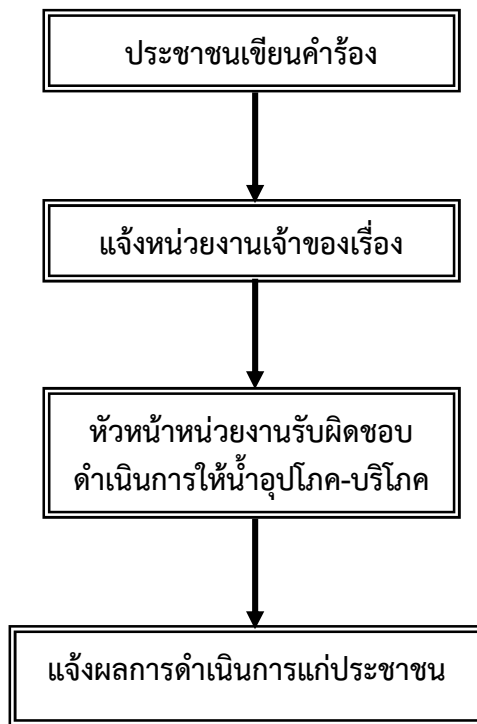 ประชาชนเขียนคำร้อง
แจ้งหน่วยงานเจ้าของเรื่อง
หัวหน้าหน่วยงานรับผิดชอบ
ดำเนินการให้น้ำอุปโภค-บริโภค
แจ้งผลการดำเนินการแก่ประชาชน